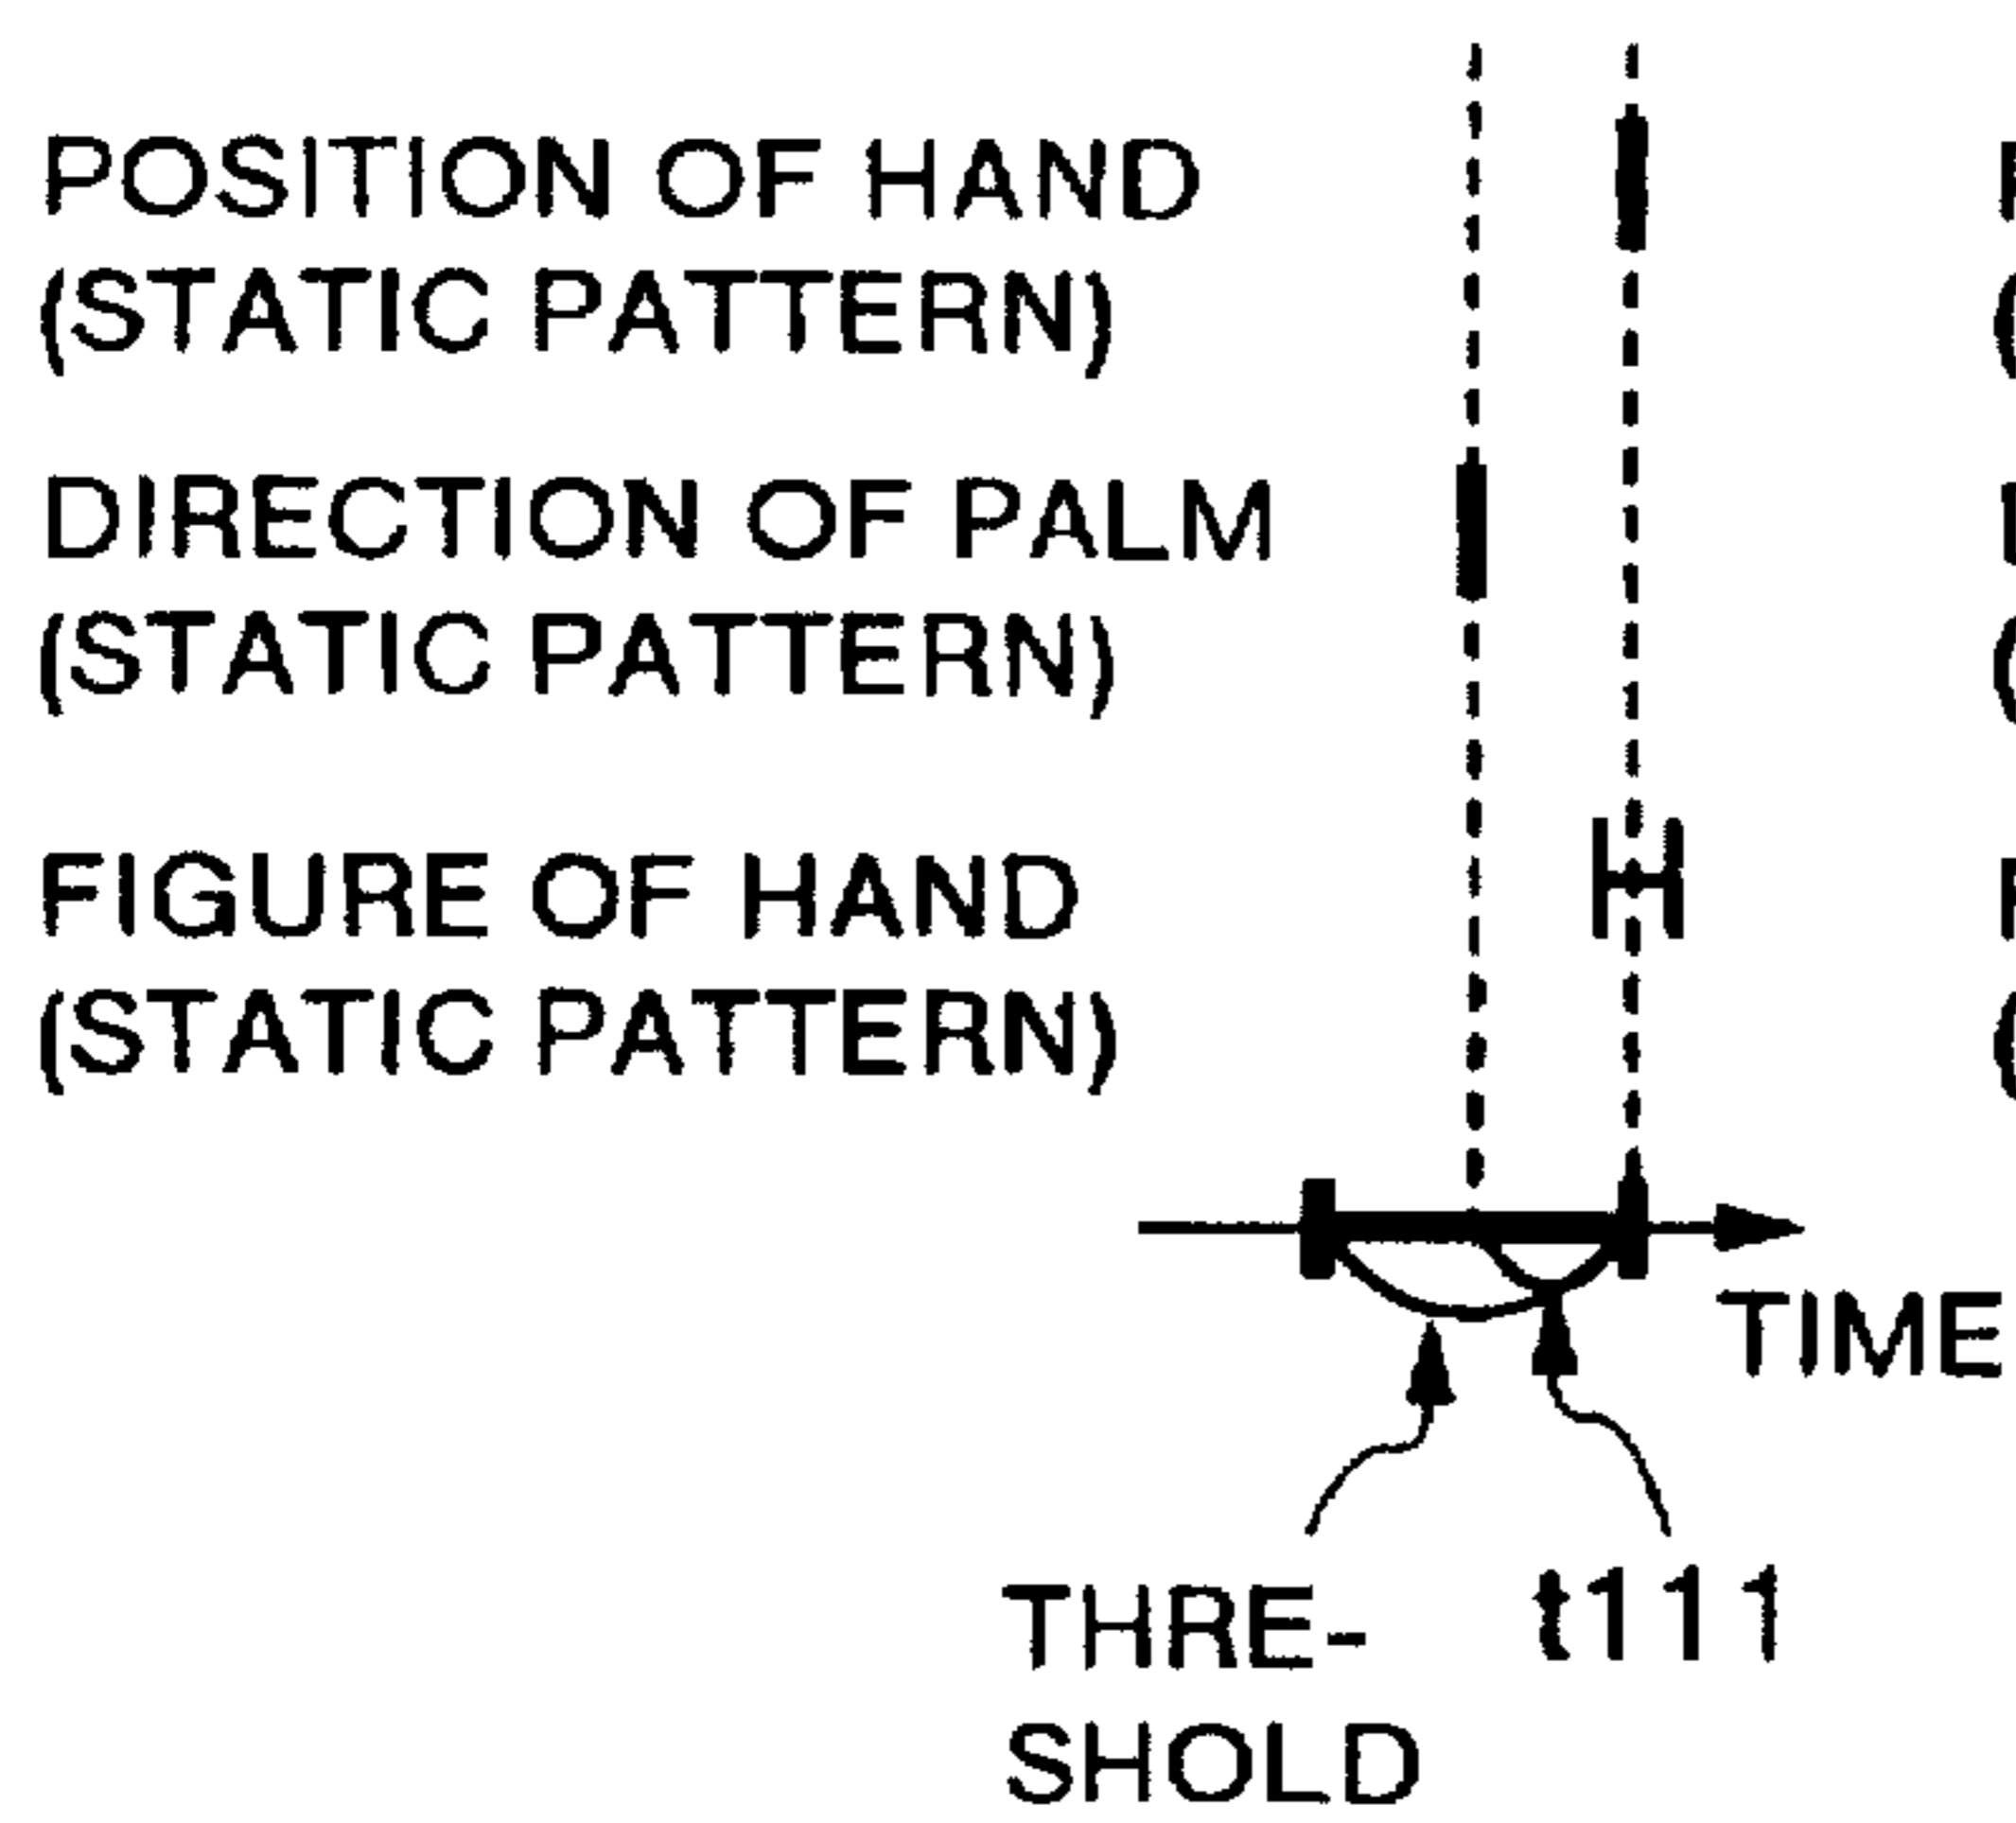 POSITION OF HAND
(STATIC PATTERN)
DIRECTION OF PALM
(STATIC PATTERN)
FIGURE OF HAND
(STATIC PATTERN)
TIME
THRE-
SHOLD
t111